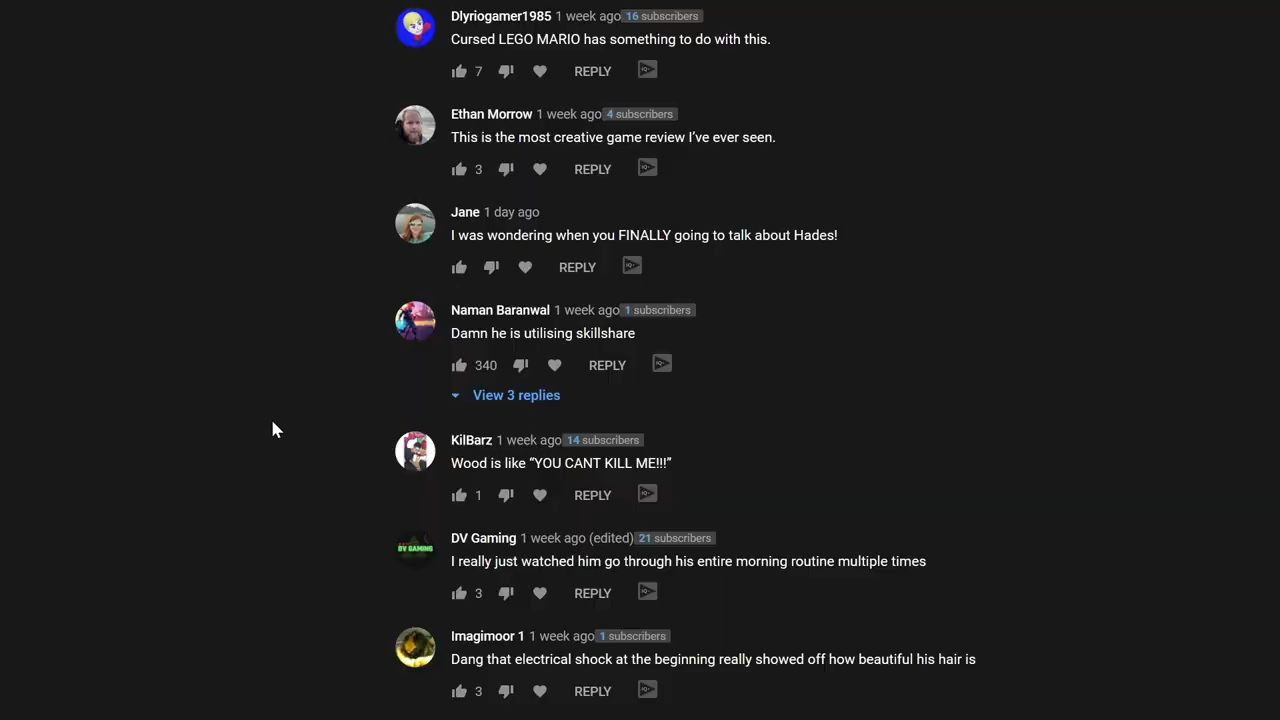 Dlyriogamer1985 1 week ago 16 subscribers
Cursed LEGO MARIO has something to do with this.
7 REPLY
Ethan Morrow 1 week ago 4 subscribers
This is the most creative game review I’ve ever seen.
3 REPLY
Jane 1 day ago
I was wondering when you FINALLY going to talk about Hades!
REPLY
Naman Baranwal 1 week ago 1 subscribers
Damn he is utilising skillshare
340 REPLY
View 3 replies
KilBarz 1 week ago 14 subscribers
Wood is like “YOU CANT KILL ME!!!”
1 REPLY
DV GAMING
DV Gaming 1 week ago (edited) 21 subscribers
I really just watched him go through his entire morning routine multiple times
3 REPLY
Imagimoor 1 1 week ago 1 subscribers
Dang that electrical shock at the beginning really showed off how beautiful his hair is
3 REPLY